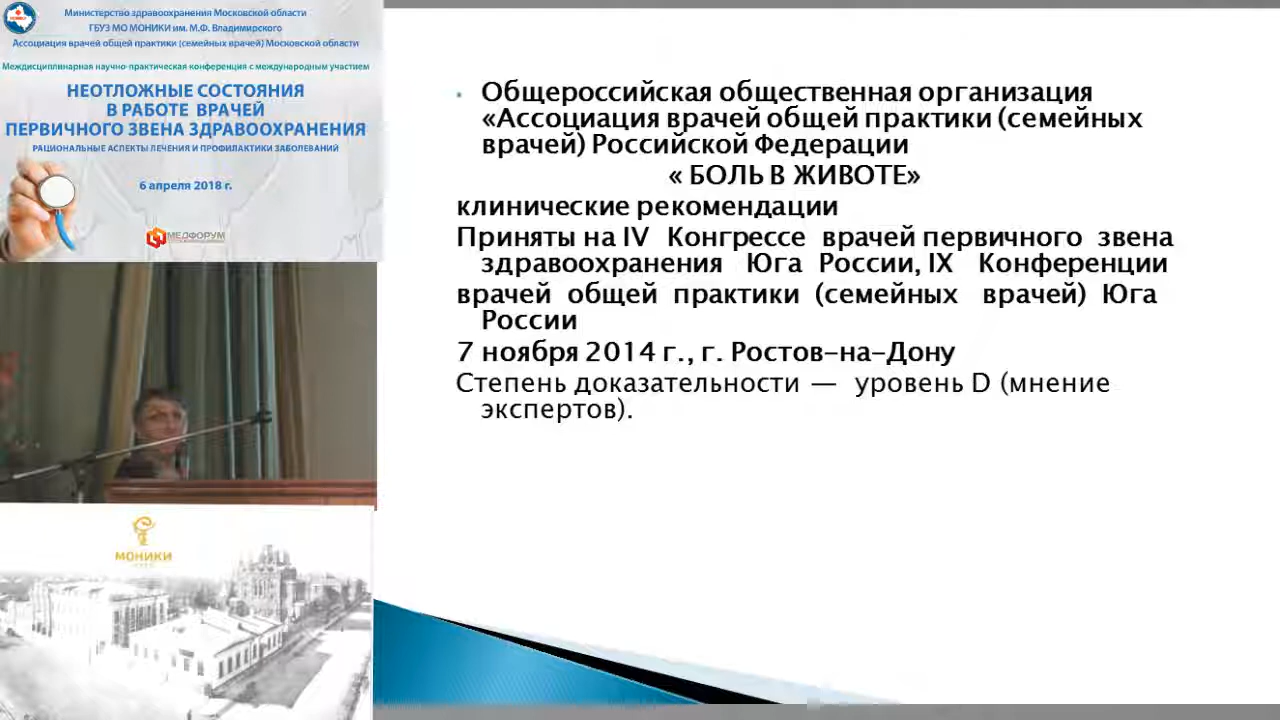 Министерство здравоохранения Московской области
ГБУЗ МО МОНИКИ им. М.Ф. Владимирского
Ассоциация врачей общей практики (семейных врачей) Московской области
Междисциплинарная научно-практическая конференция с международным участием
НЕОТЛОЖНЫЕ СОСТОЯНИЯ
В РАБОТЕ ВРАЧЕЙ
ПЕРВИЧНОГО ЗВЕНА ЗДРАВООХРАНЕНИЯ
РАЦИОНАЛЬНЫЕ АСПЕКТЫ ЛЕЧЕНИЯ И ПРОФИЛАКТИКИ ЗАБОЛЕВАНИЙ
6 апреля 2018 г.
МЕДФОРУМ
МОНИКИ
Общероссийская общественная организация
«Ассоциация врачей общей практики (семейных
врачей) Российской Федерации
« БОЛЬ В ЖИВОТЕ»
клинические рекомендации
Приняты на IV Конгрессе врачей первичного звена
здравоохранения Юга России, IX Конференции
врачей общей практики (семейных врачей) Юга
России
7 ноября 2014 г., г. Ростов-на-Дону
Степень доказательности — уровень D (мнение
экспертов).